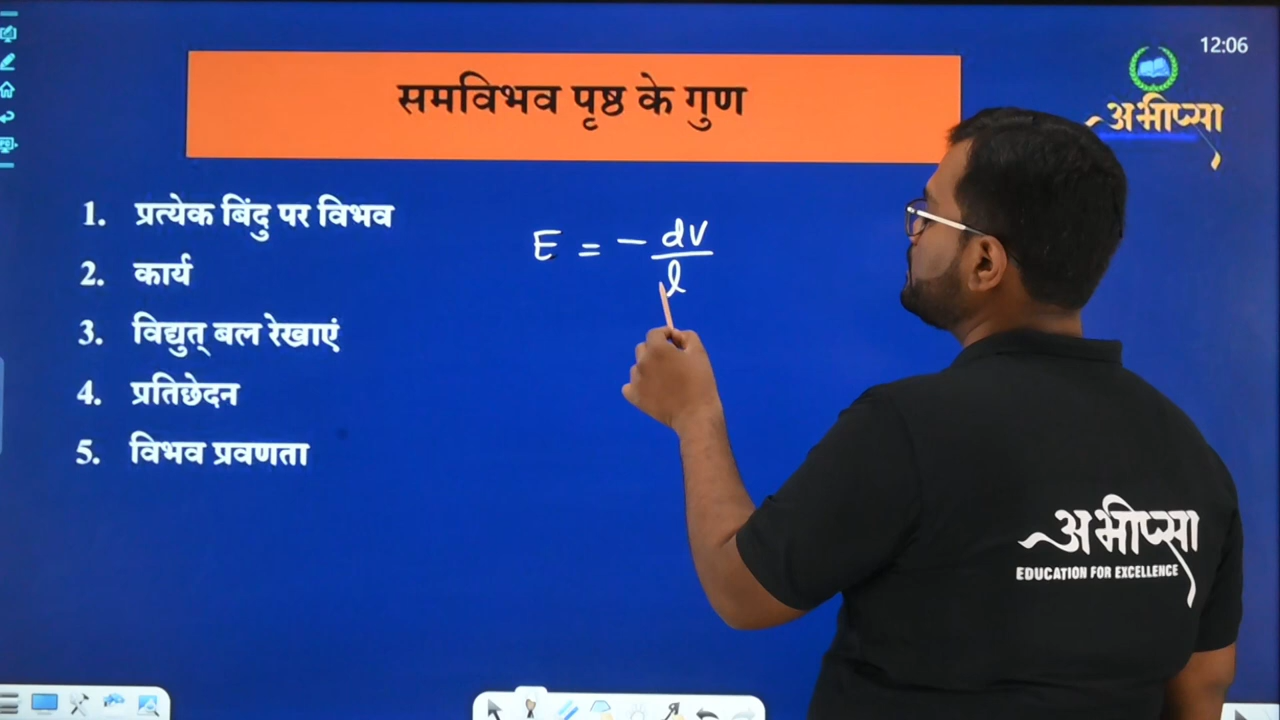 12:06
समविभव पृष्ठ के गुण
अभीप्सा
1. प्रत्येक बिंदु पर विभव
2. कार्य
3. विद्युत् बल रेखाएं
4. प्रतिछेदन
5. विभव प्रवणता
E = - dV
l
अभीप्सा
EDUCATION FOR EXCELLENCE